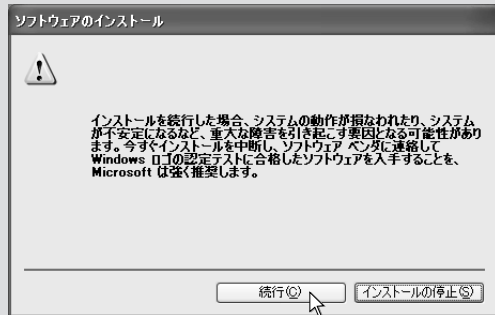 ソフトウェアのインストール
インストールを続行した場合、システムの動作が損なわれたり、システム
が不安定になるなど、重大な障害を引き起こす要因となる可能性があり
ます。今すぐインストールを中断し、ソフトウェア ベンダに連絡して
Windows ロゴの認定テストに合格したソフトウェアを入手することを、
Microsoft は強く推奨します。
続行(C) インストールの停止(S)